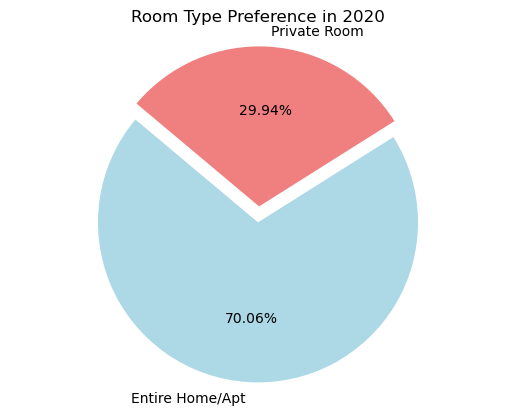 Room Type Preference in 2020
Private Room
29.94%
70.06%
Entire Home/Apt